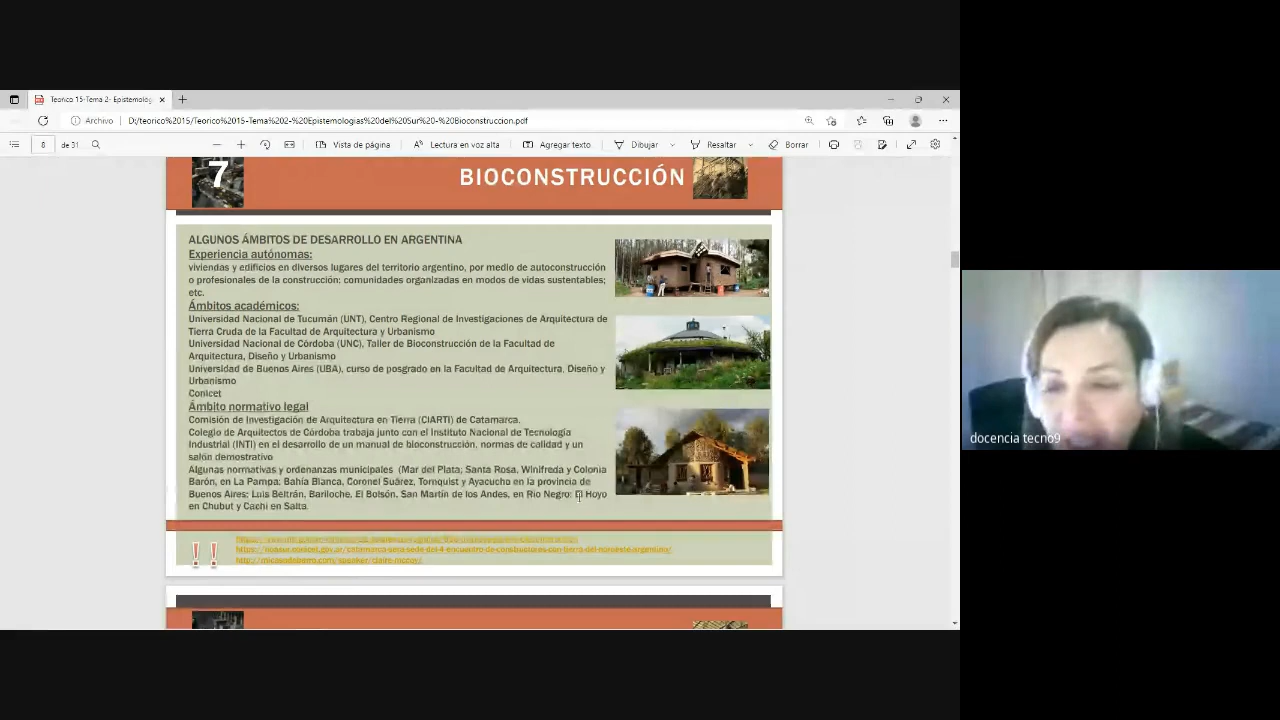 Teorico 15-Tema 2- Epistemolog
Archivo
D:/teorico%2015/Teorico%2015-Tema%202-%20Epistemologias%20del%20Sur%20-%20Bioconstruccion.pdf
8 de 31
Vista de página
Lectura en voz alta
Agregar texto
Dibujar
Resaltar
Borrar
7
BIOCONSTRUCCIÓN
ALGUNOS ÁMBITOS DE DESARROLLO EN ARGENTINA
Experiencia autónomas:
viviendas y edificios en diversos lugares del territorio argentino, por medio de autoconstrucción
o profesionales de la construcción; comunidades organizadas en modos de vidas sustentables;
etc.
Ámbitos académicos:
Universidad Nacional de Tucumán (UNT), Centro Regional de Investigaciones de Arquitectura de
Tierra Cruda de la Facultad de Arquitectura y Urbanismo
Universidad Nacional de Córdoba (UNC), Taller de Bioconstrucción de la Facultad de
Arquitectura, Diseño y Urbanismo
Universidad de Buenos Aires (UBA), curso de posgrado en la Facultad de Arquitectura, Diseño y
Urbanismo
Conicet
Ámbito normativo legal
Comisión de Investigación de Arquitectura en Tierra (CIARTI) de Catamarca.
Colegio de Arquitectos de Córdoba trabaja junto con el Instituto Nacional de Tecnología
Industrial (INTI) en el desarrollo de un manual de bioconstrucción, normas de calidad y un
salón demostrativo
Algunas normativas y ordenanzas municipales (Mar del Plata; Santa Rosa, Winifreda y Colonia
Barón, en La Pampa; Bahía Blanca, Coronel Suárez, Tornquist y Ayacucho en la provincia de
Buenos Aires; Luis Beltrán, Bariloche, El Bolsón, San Martín de los Andes, en Río Negro; El Hoyo
en Chubut y Cachi en Salta.
!!
docencia tecno9